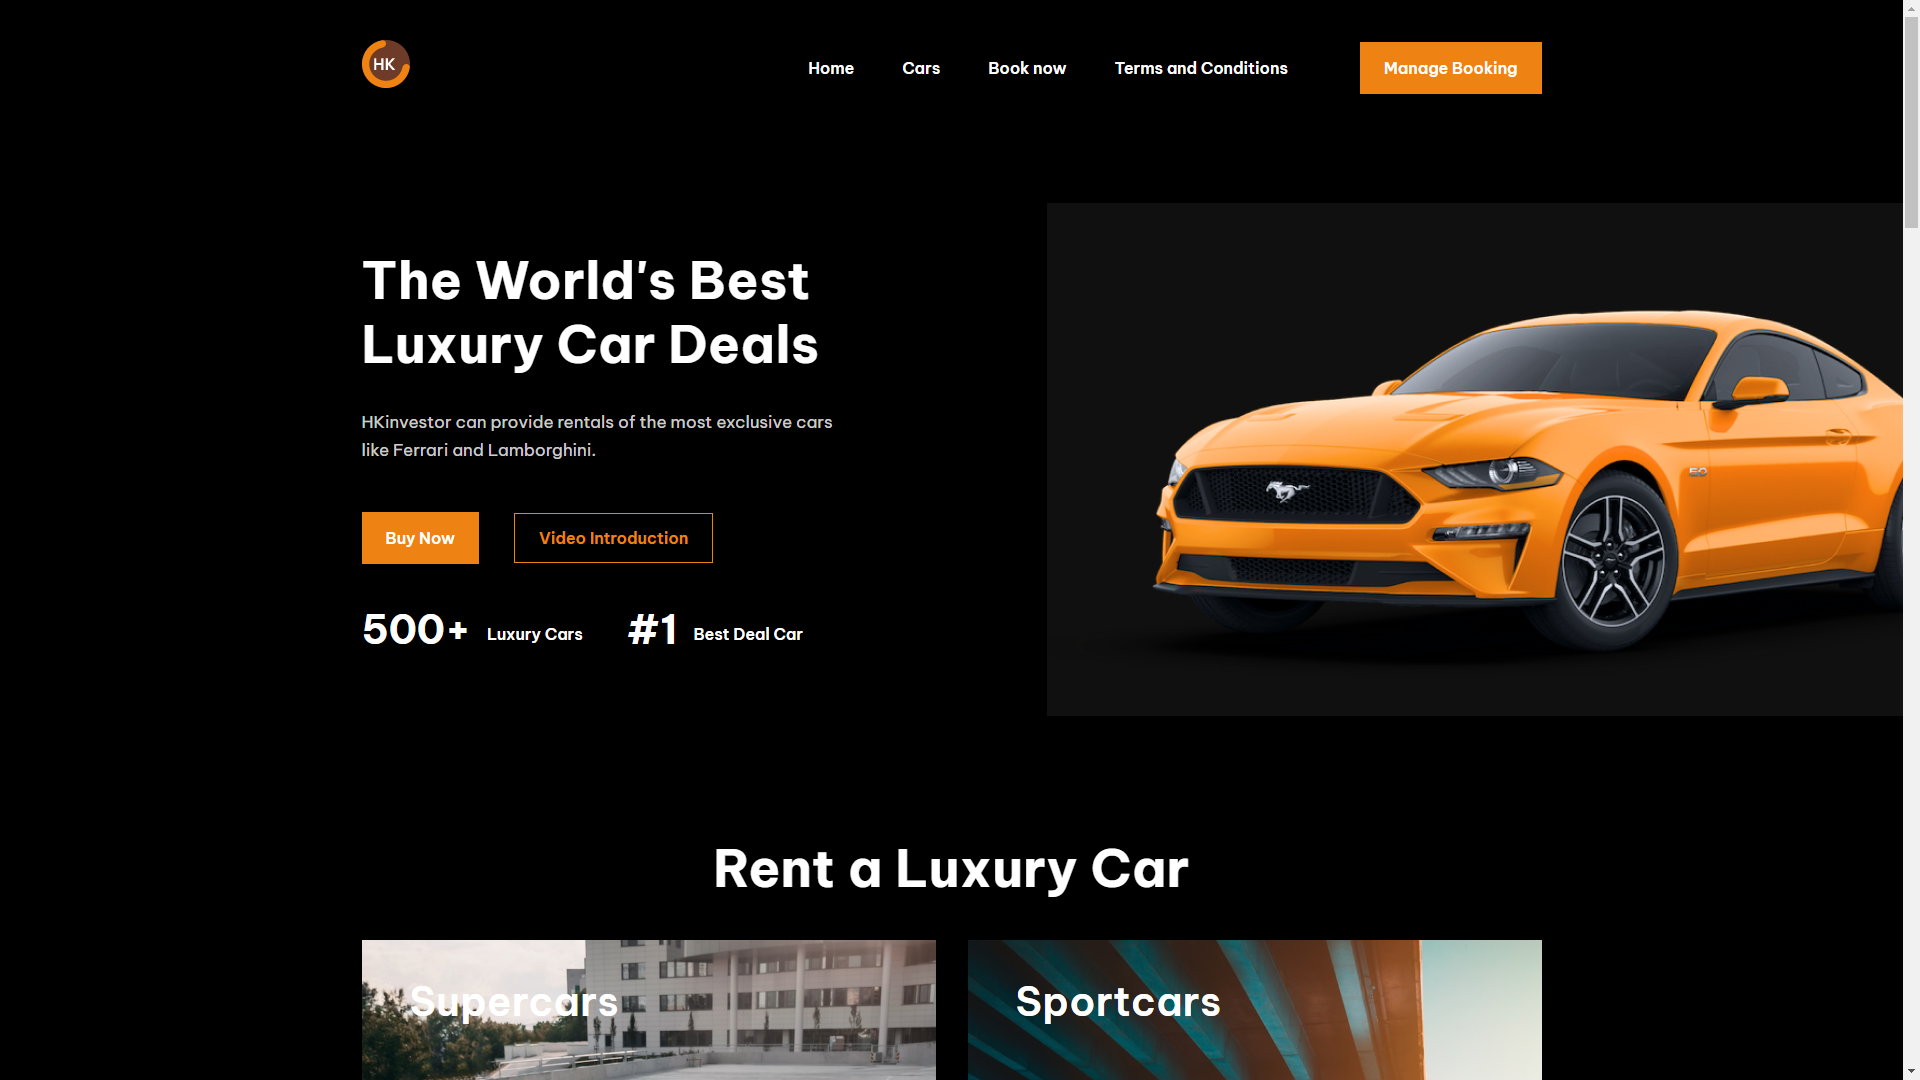 HK
Home
Cars
Book now
Terms and Conditions
Manage Booking
The World's Best
Luxury Car Deals
HKinvestor can provide rentals of the most exclusive cars
like Ferrari and Lamborghini.
Buy Now
Video Introduction
500+ Luxury Cars
#1 Best Deal Car
5.0
Rent a Luxury Car
Supercars
Sportcars